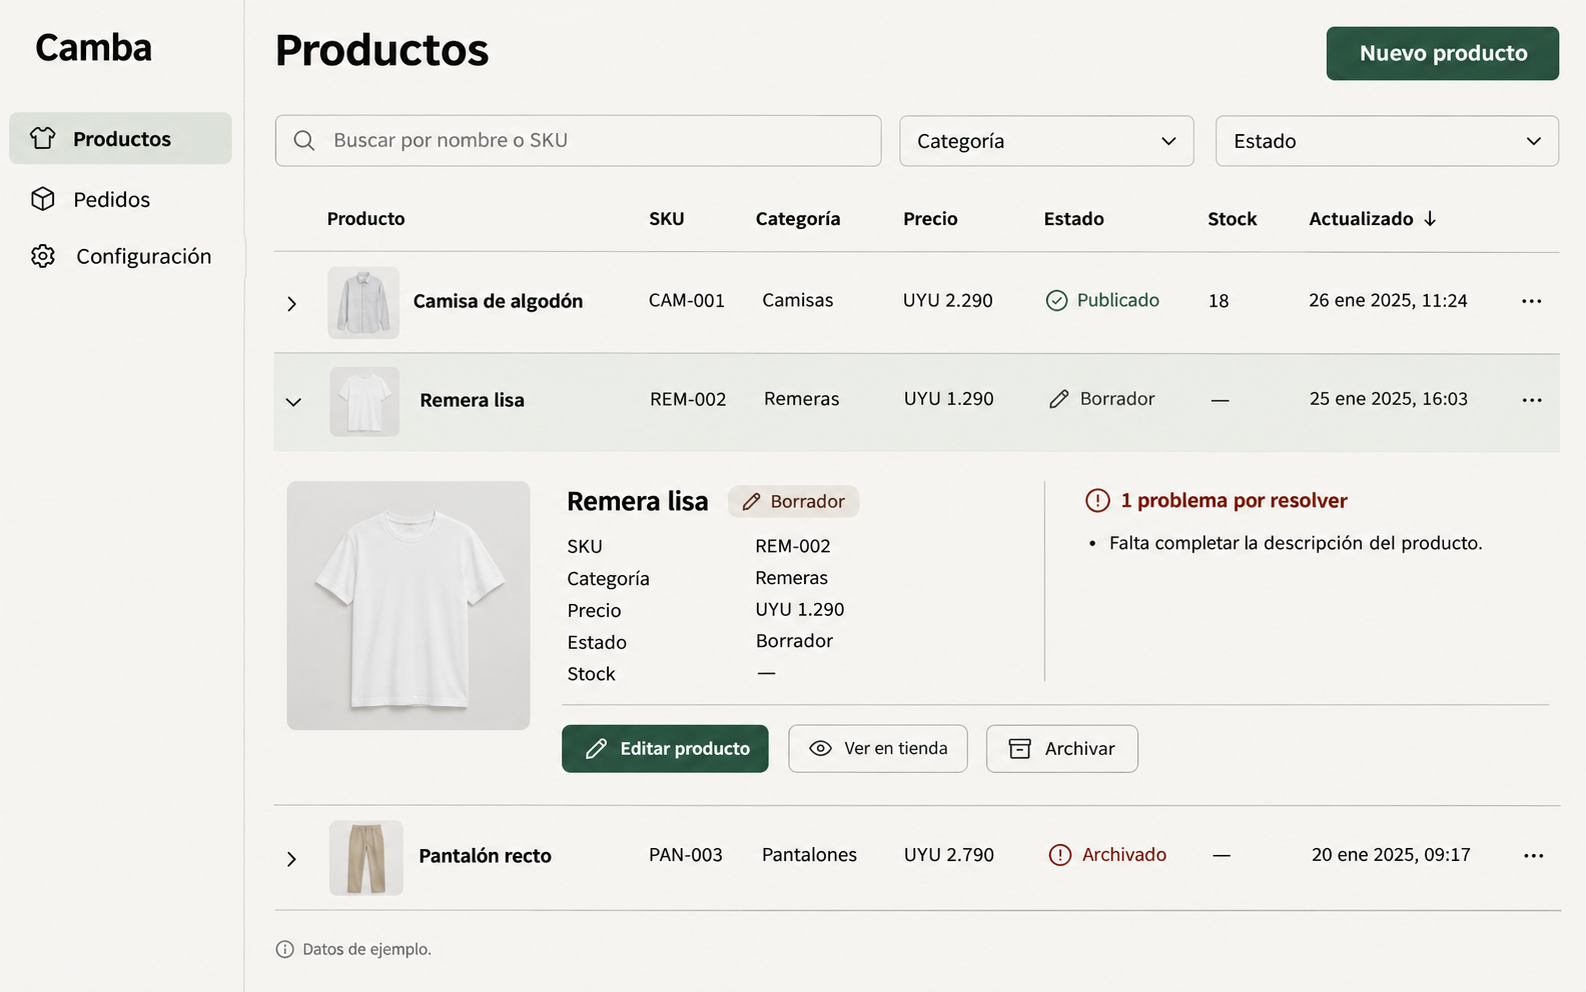 Camba
Productos
Pedidos
Configuración
Productos
Nuevo producto
Buscar por nombre o SKU
Categoría
Estado
Producto SKU Categoría Precio Estado Stock Actualizado ↓
Camisa de algodón CAM-001 Camisas UYU 2.290 Publicado 18 26 ene 2025, 11:24 ...
Remera lisa REM-002 Remeras UYU 1.290 Borrador — 25 ene 2025, 16:03 ...
Remera lisa Borrador
SKU REM-002
Categoría Remeras
Precio UYU 1.290
Estado Borrador
Stock —
1 problema por resolver
• Falta completar la descripción del producto.
Editar producto
Ver en tienda
Archivar
Pantalón recto PAN-003 Pantalones UYU 2.790 Archivado — 20 ene 2025, 09:17 ...
Datos de ejemplo.